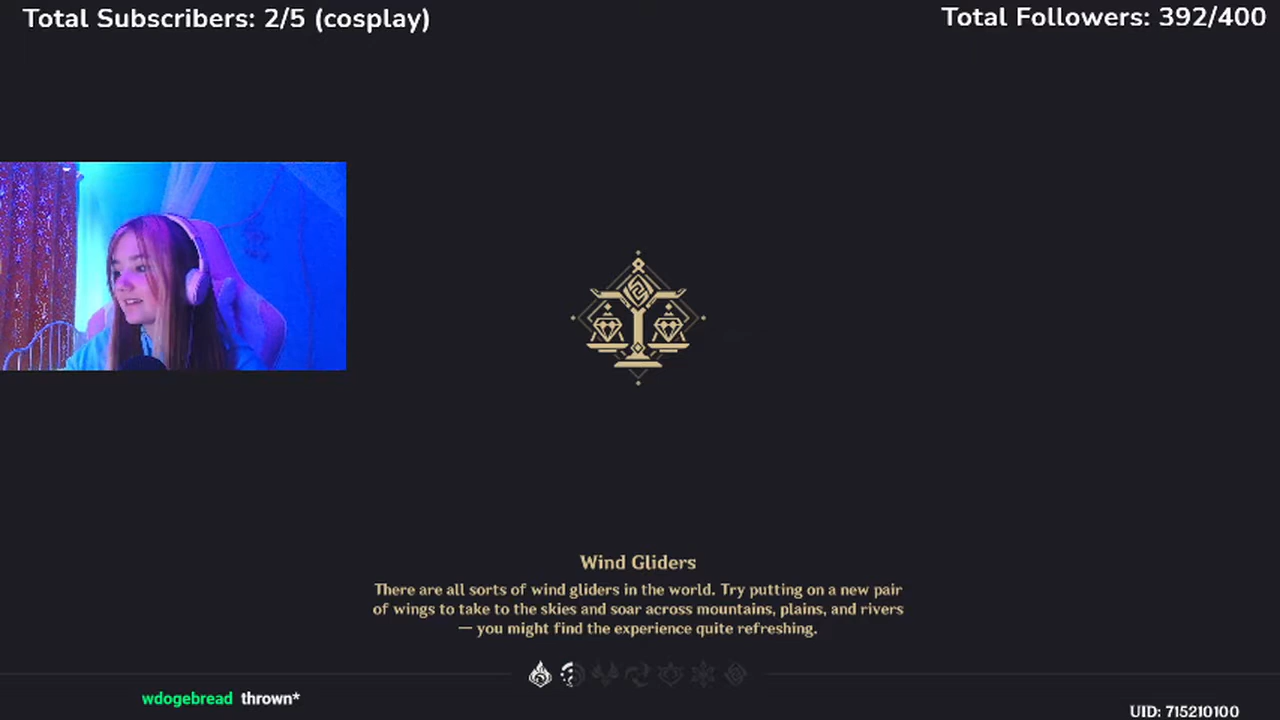 Total Subscribers: 2/5 (cosplay)
Total Followers: 392/400
Wind Gliders
There are all sorts of wind gliders in the world. Try putting on a new pair
of wings to take to the skies and soar across mountains, plains, and rivers
— you might find the experience quite refreshing.
wdogebread thrown*
UID: 715210100